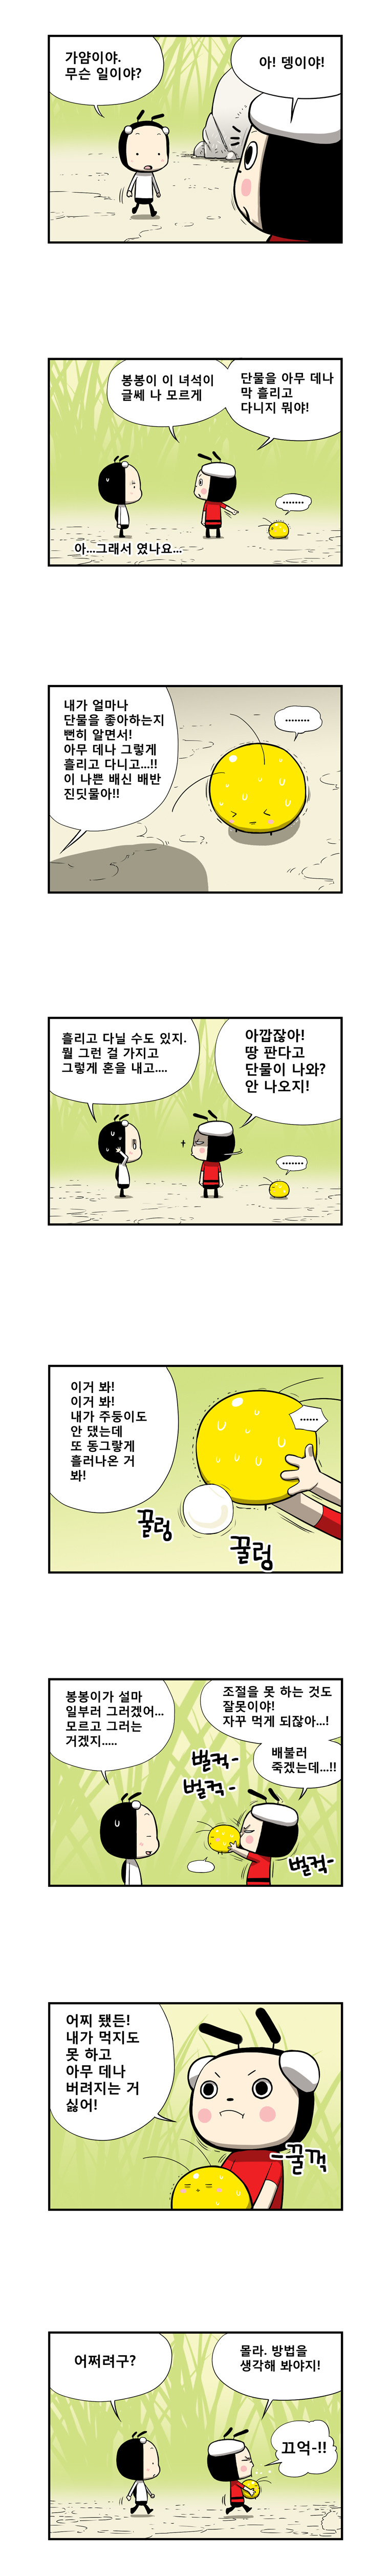 가얌이야.
무슨 일이야?
아! 뎅이야!
봉봉이 이 녀석이
글쎄 나 모르게
단물을 아무 데나
막 흘리고
다니지 뭐야!
.......
아...그래서 였나요...
내가 얼마나
단물을 좋아하는지
뻔히 알면서!
아무 데나 그렇게
흘리고 다니고...!!
이 나쁜 배신 배반
진딧물아!!
........
흘리고 다닐 수도 있지.
뭘 그런 걸 가지고
그렇게 혼을 내고....
아깝잖아!
땅 판다고
단물이 나와?
안 나오지!
.......
이거 봐!
이거 봐!
내가 주둥이도
안 댔는데
또 동그랗게
흘러나온 거
봐!
......
꿀렁
꿀렁
봉봉이가 설마
일부러 그러겠어...
모르고 그러는
거겠지.....
조절을 못 하는 것도
잘못이야!
자꾸 먹게 되잖아...!
배불러
죽겠는데...!!
벌컥-
벌컥-
벌컥-
어찌 됐든!
내가 먹지도
못 하고
아무 데나
버려지는 거
싫어!
-꿀꺽
어쩌려구?
몰라. 방법을
생각해 봐야지!
끄억-!!